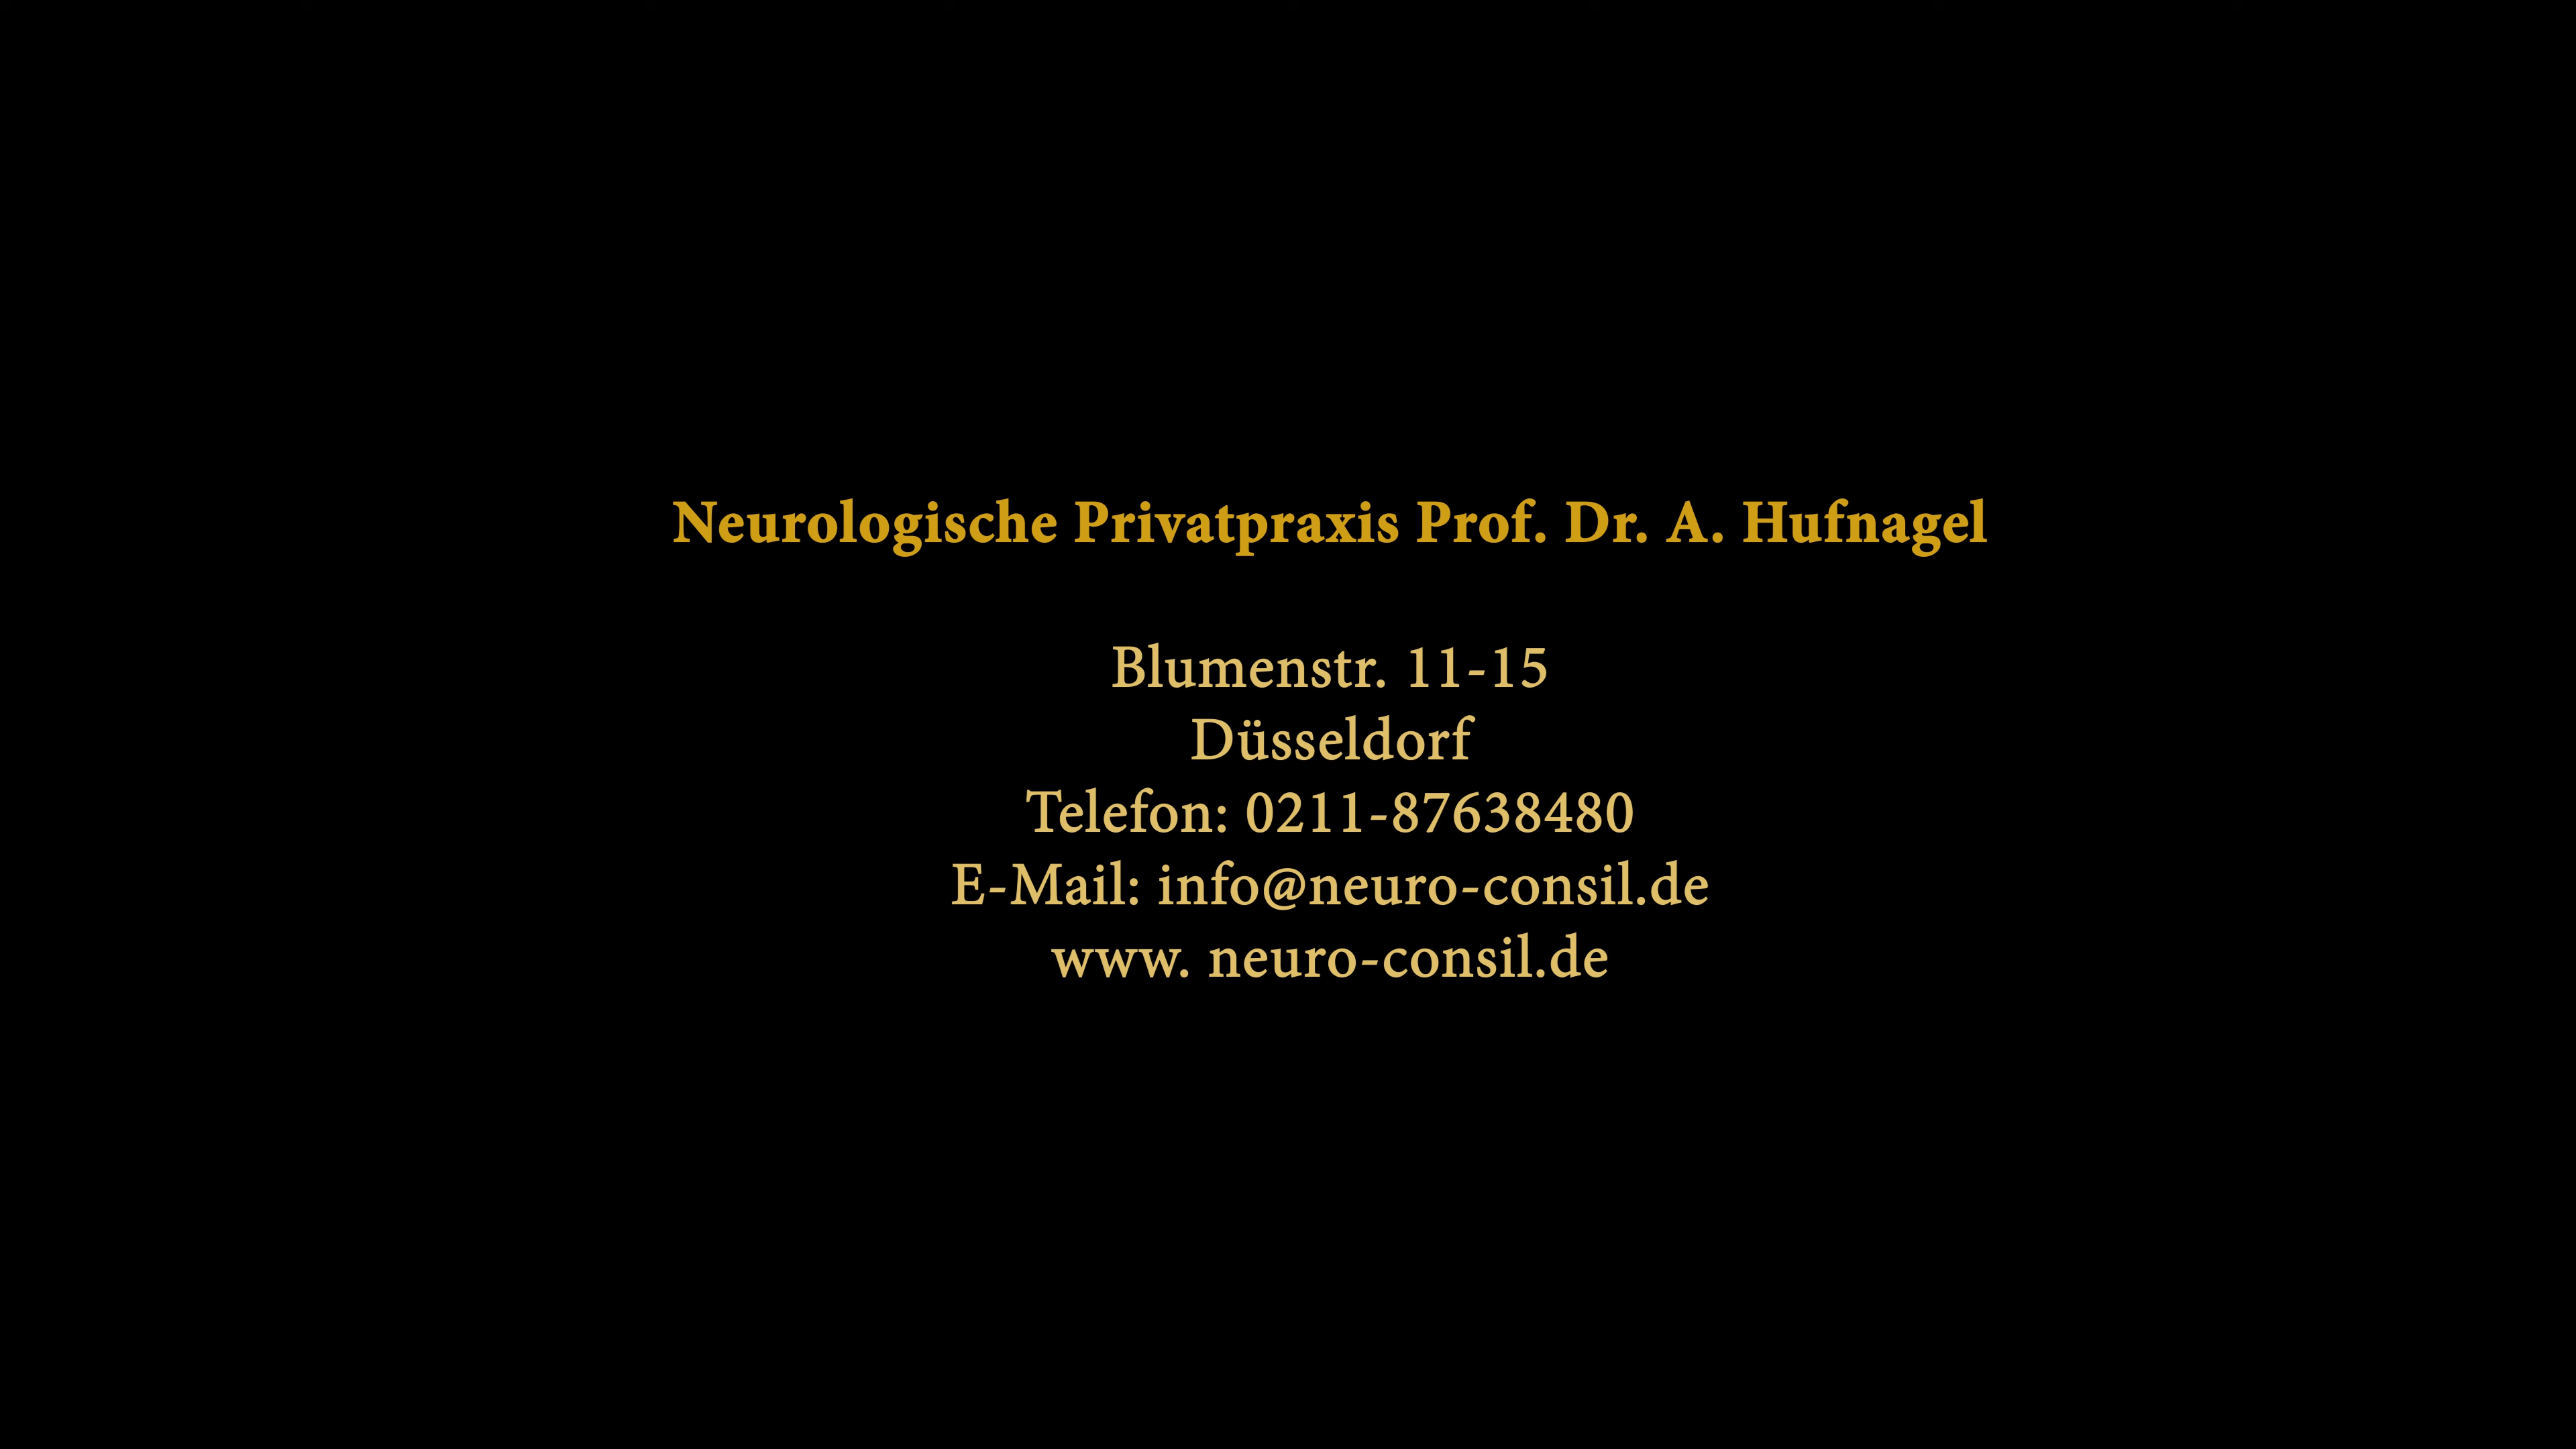 Neurologische Privatpraxis Prof. Dr. A. Hufnagel
Blumenstr. 11-15
Düsseldorf
Telefon: 0211-87638480
E-Mail: info@neuro-consil.de
www. neuro-consil.de